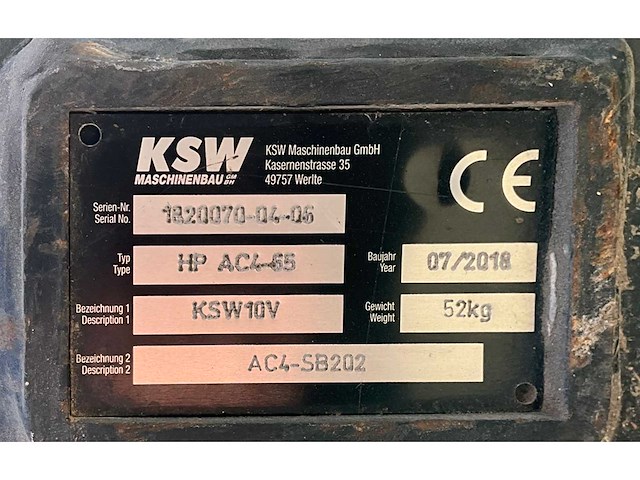 KSW
MASCHINENBAU GMBH
KSW Maschinenbau GmbH
Kasernenstrasse 35
49757 Werlte
CE
Serien-Nr.
Serial No.
1820070-04-06
Typ
Type
HP AC4-65
Baujahr
Year
07/2018
Bezeichnung 1
Description 1
KSW10V
Gewicht
Weight
52kg
Bezeichnung 2
Description 2
AC4-SB202